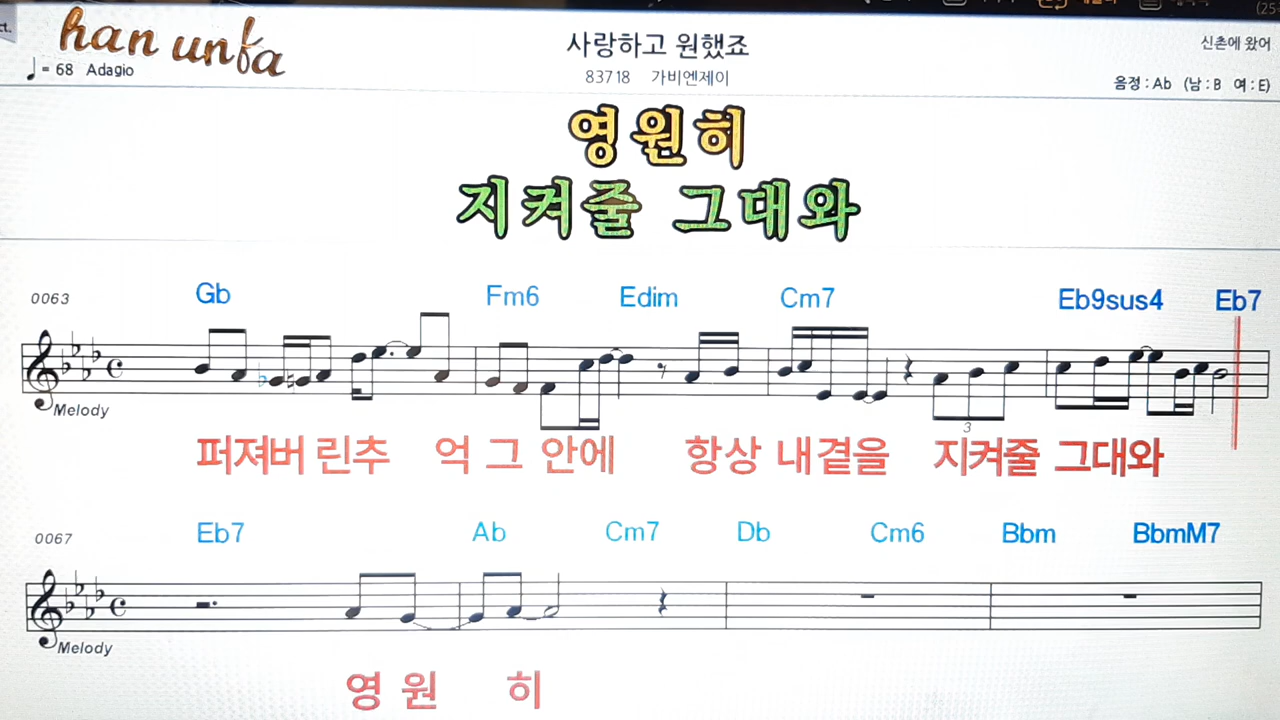 han unfa
사랑하고 원했죠
신촌에 왔어
♩= 68 Adagio
83718 가비엔제이
음정 : Ab (남 : B 여 : E)
영원히
지켜줄 그대와
0063
Gb Fm6 Edim Cm7 Eb9sus4 Eb7
Melody
3
퍼져버 린추 억 그 안에 항상 내곁을 지켜줄 그대와
0067
Eb7 Ab Cm7 Db Cm6 Bbm BbmM7
Melody
영 원 히